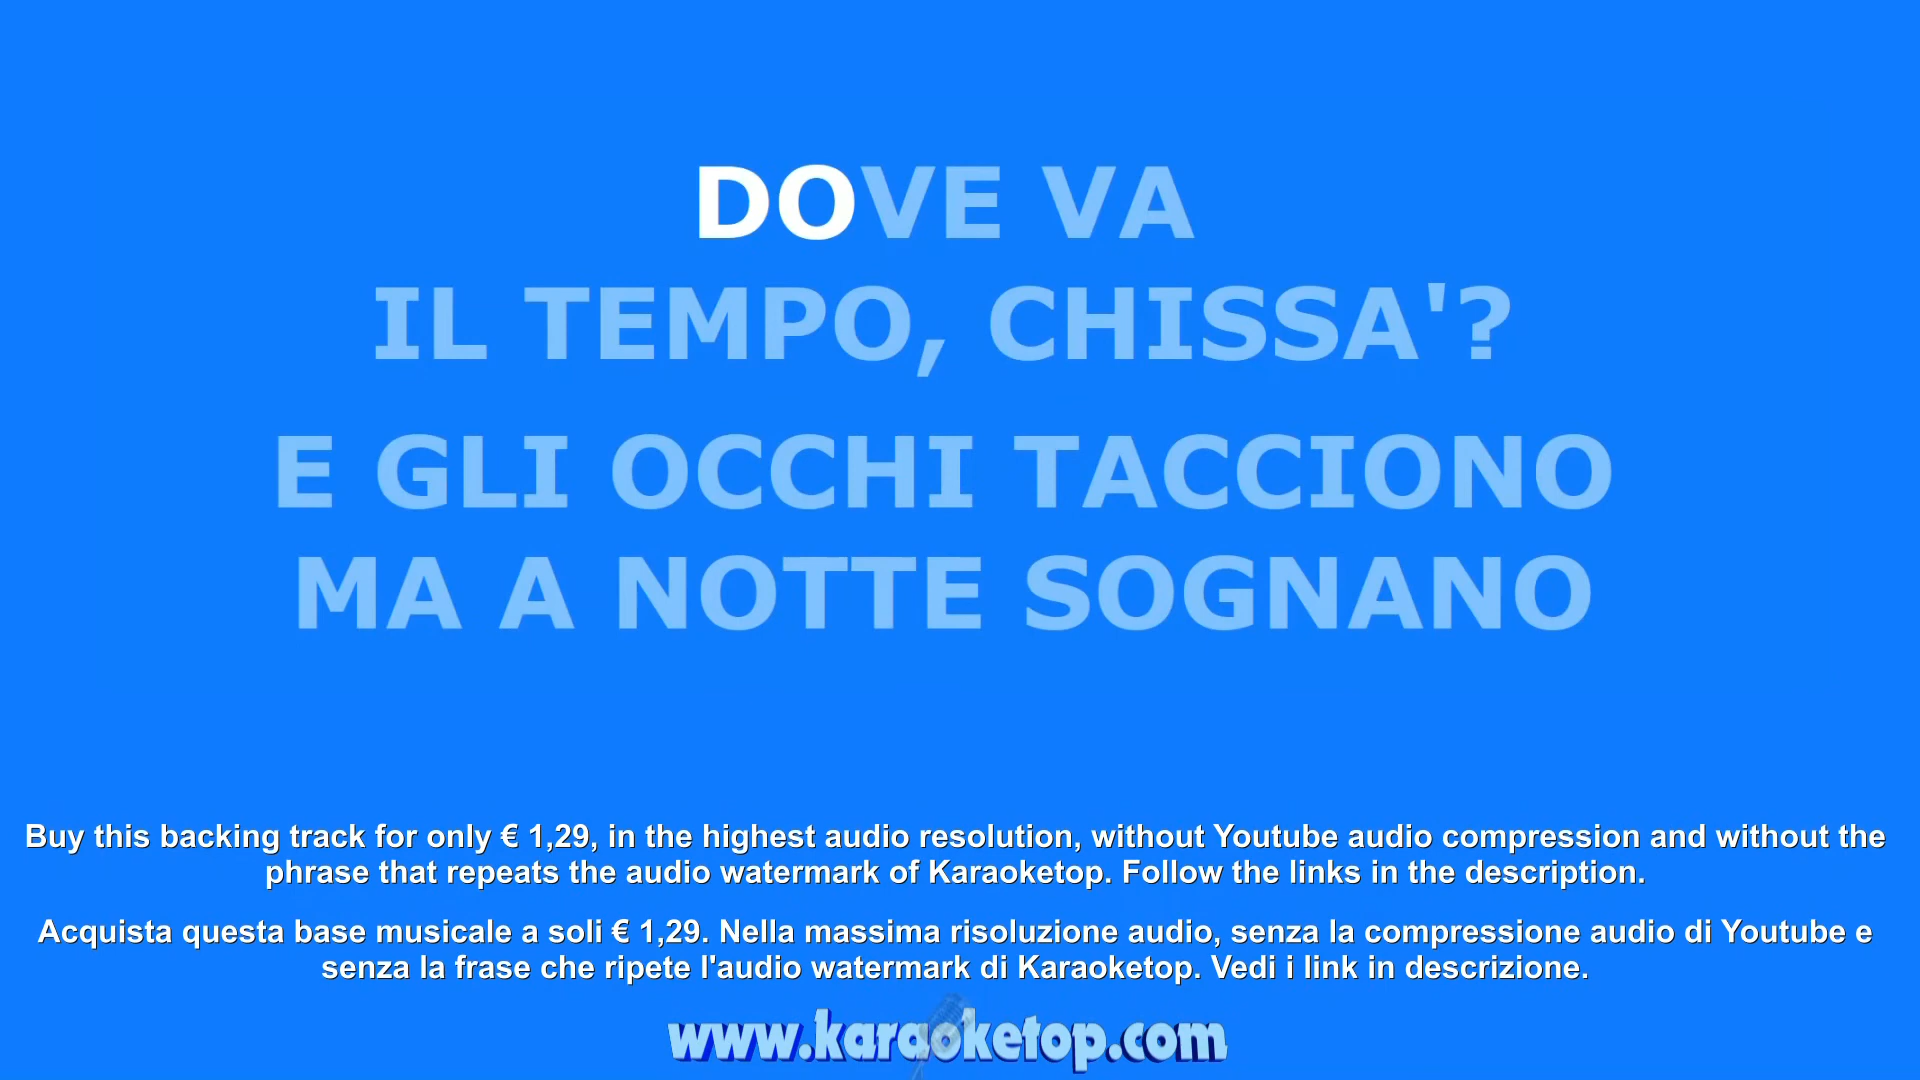 DOVE VA
IL TEMPO, CHISSA'?
E GLI OCCHI TACCIONO
MA A NOTTE SOGNANO
Buy this backing track for only € 1,29, in the highest audio resolution, without Youtube audio compression and without the
phrase that repeats the audio watermark of Karaoketop. Follow the links in the description.
Acquista questa base musicale a soli € 1,29. Nella massima risoluzione audio, senza la compressione audio di Youtube e
senza la frase che ripete l'audio watermark di Karaoketop. Vedi i link in descrizione.
www.karaoketop.com